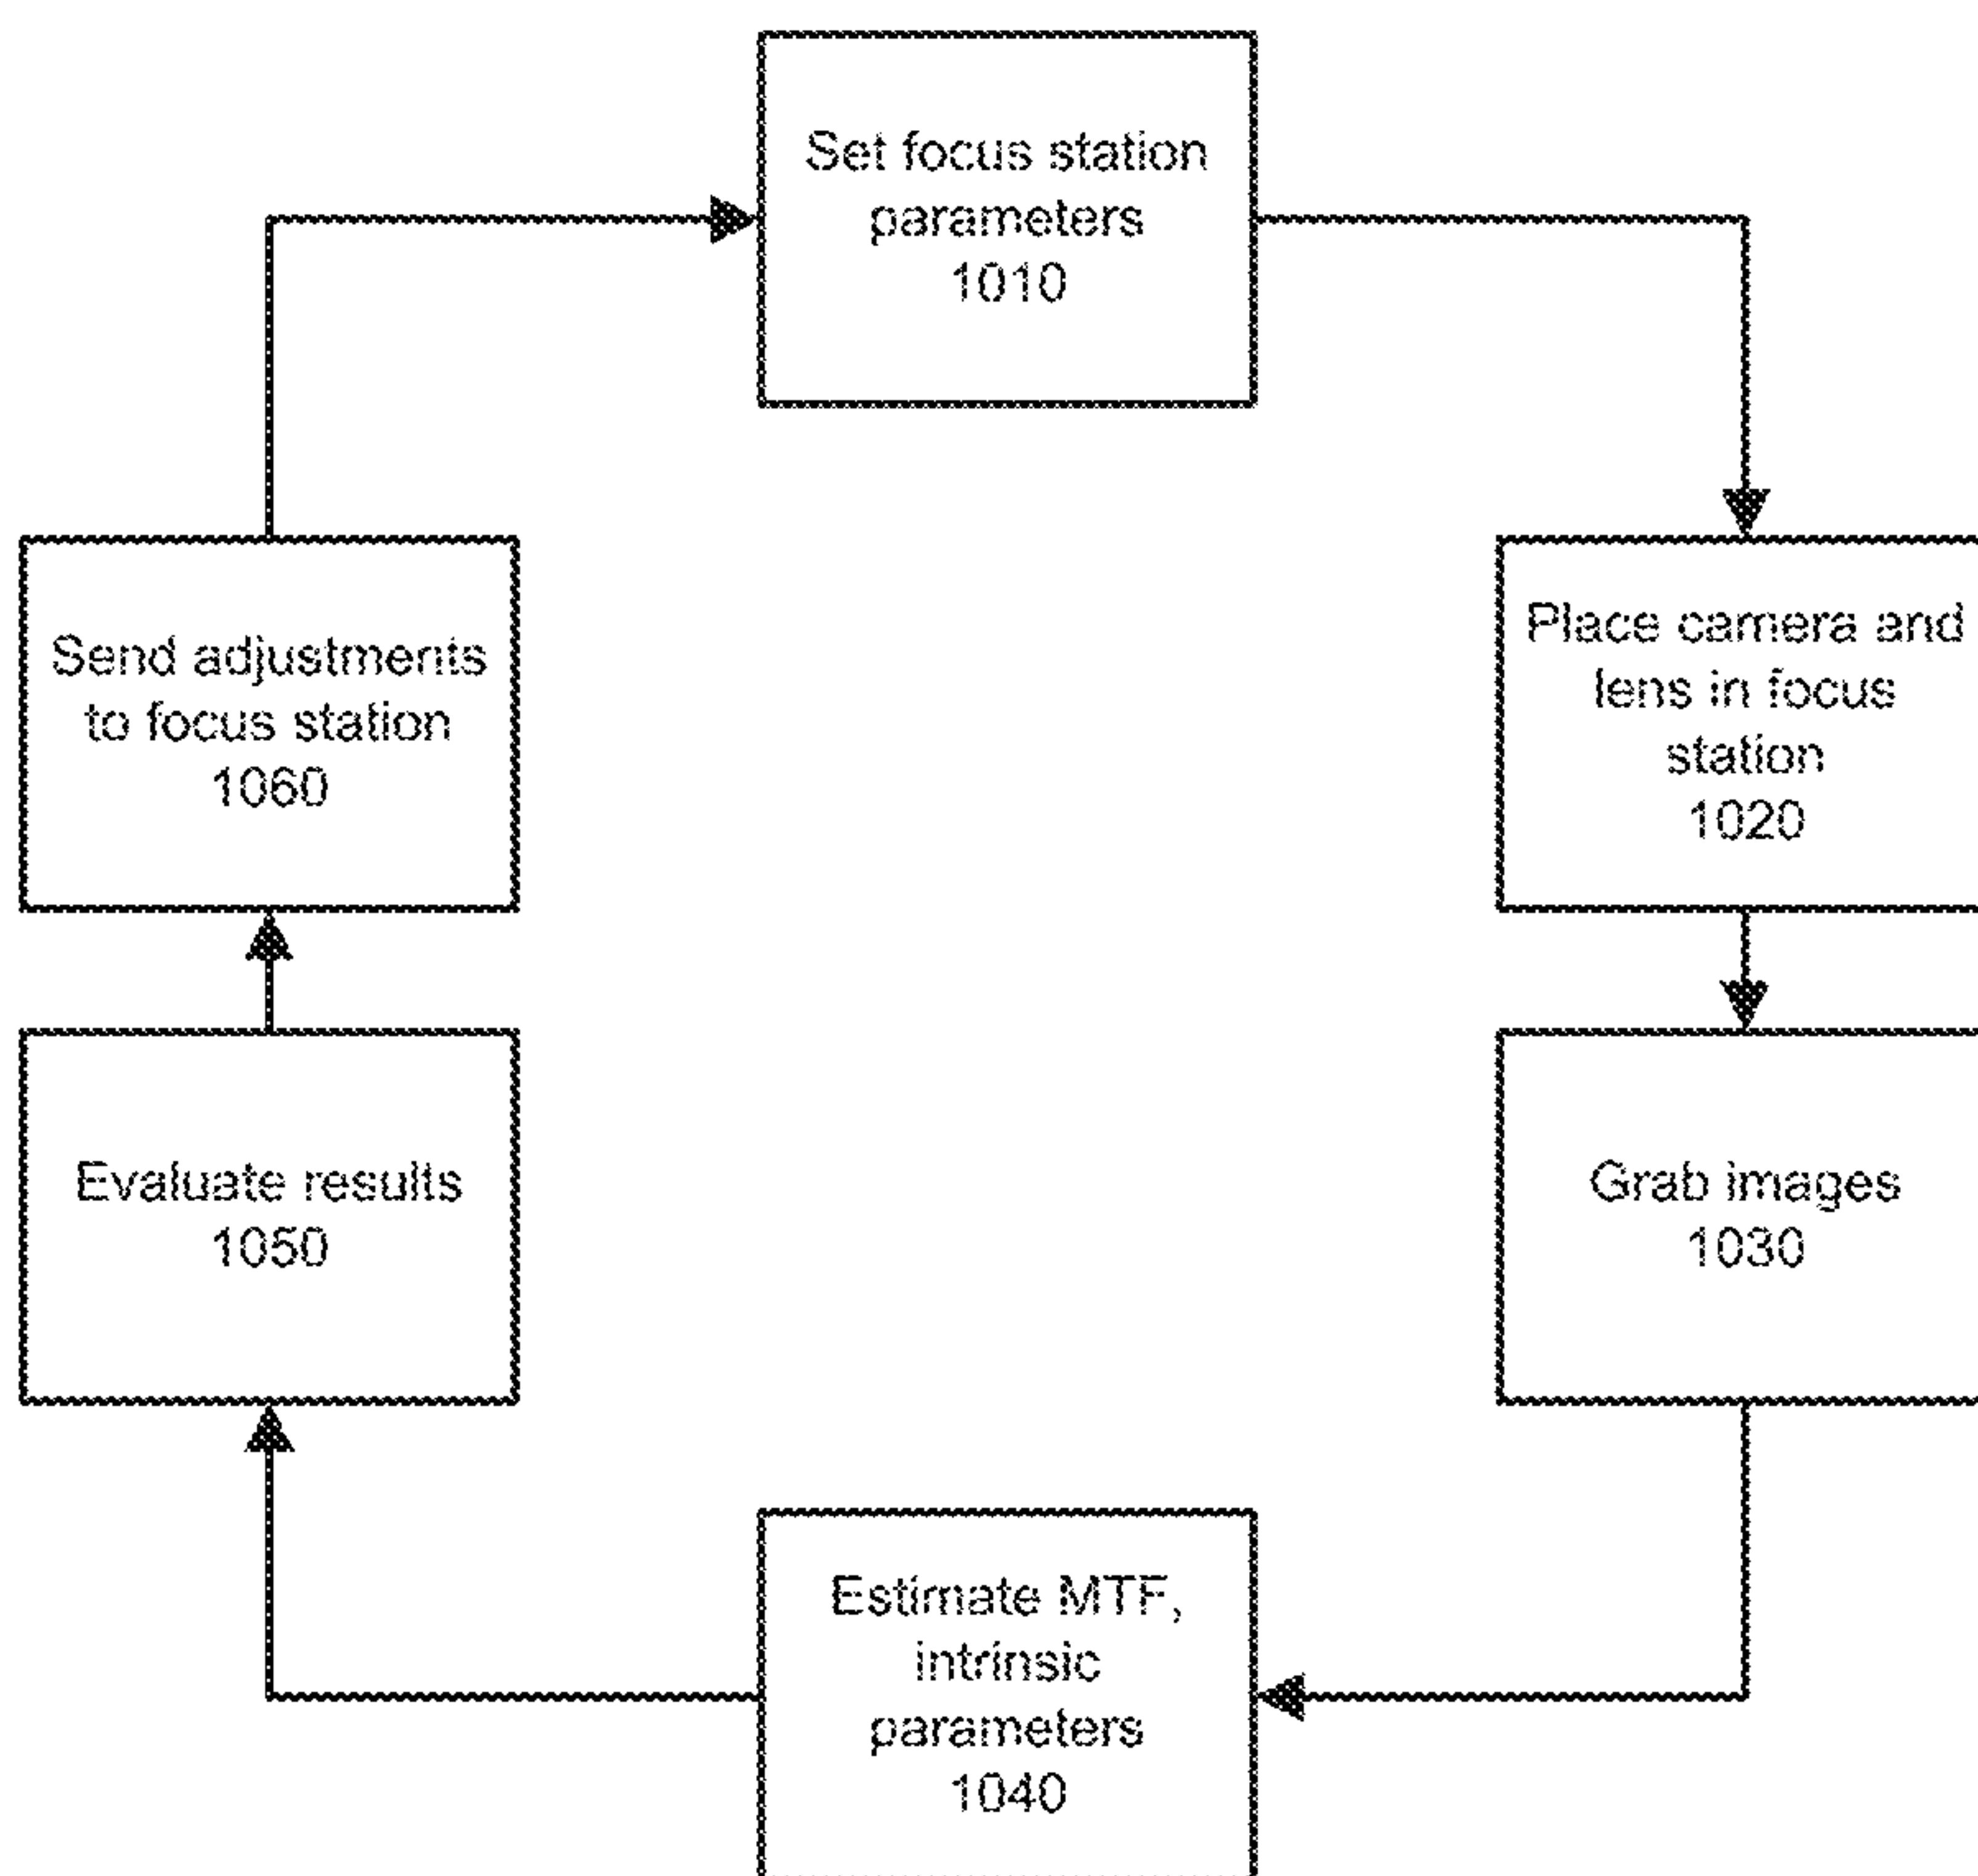 Set focus station
parameters
1010
Place camera and
lens in focus
station
1020
Grab images
1030
Estimate MTF,
intrinsic
parameters
1040
Evaluate results
1050
Send adjustments
to focus station
1060